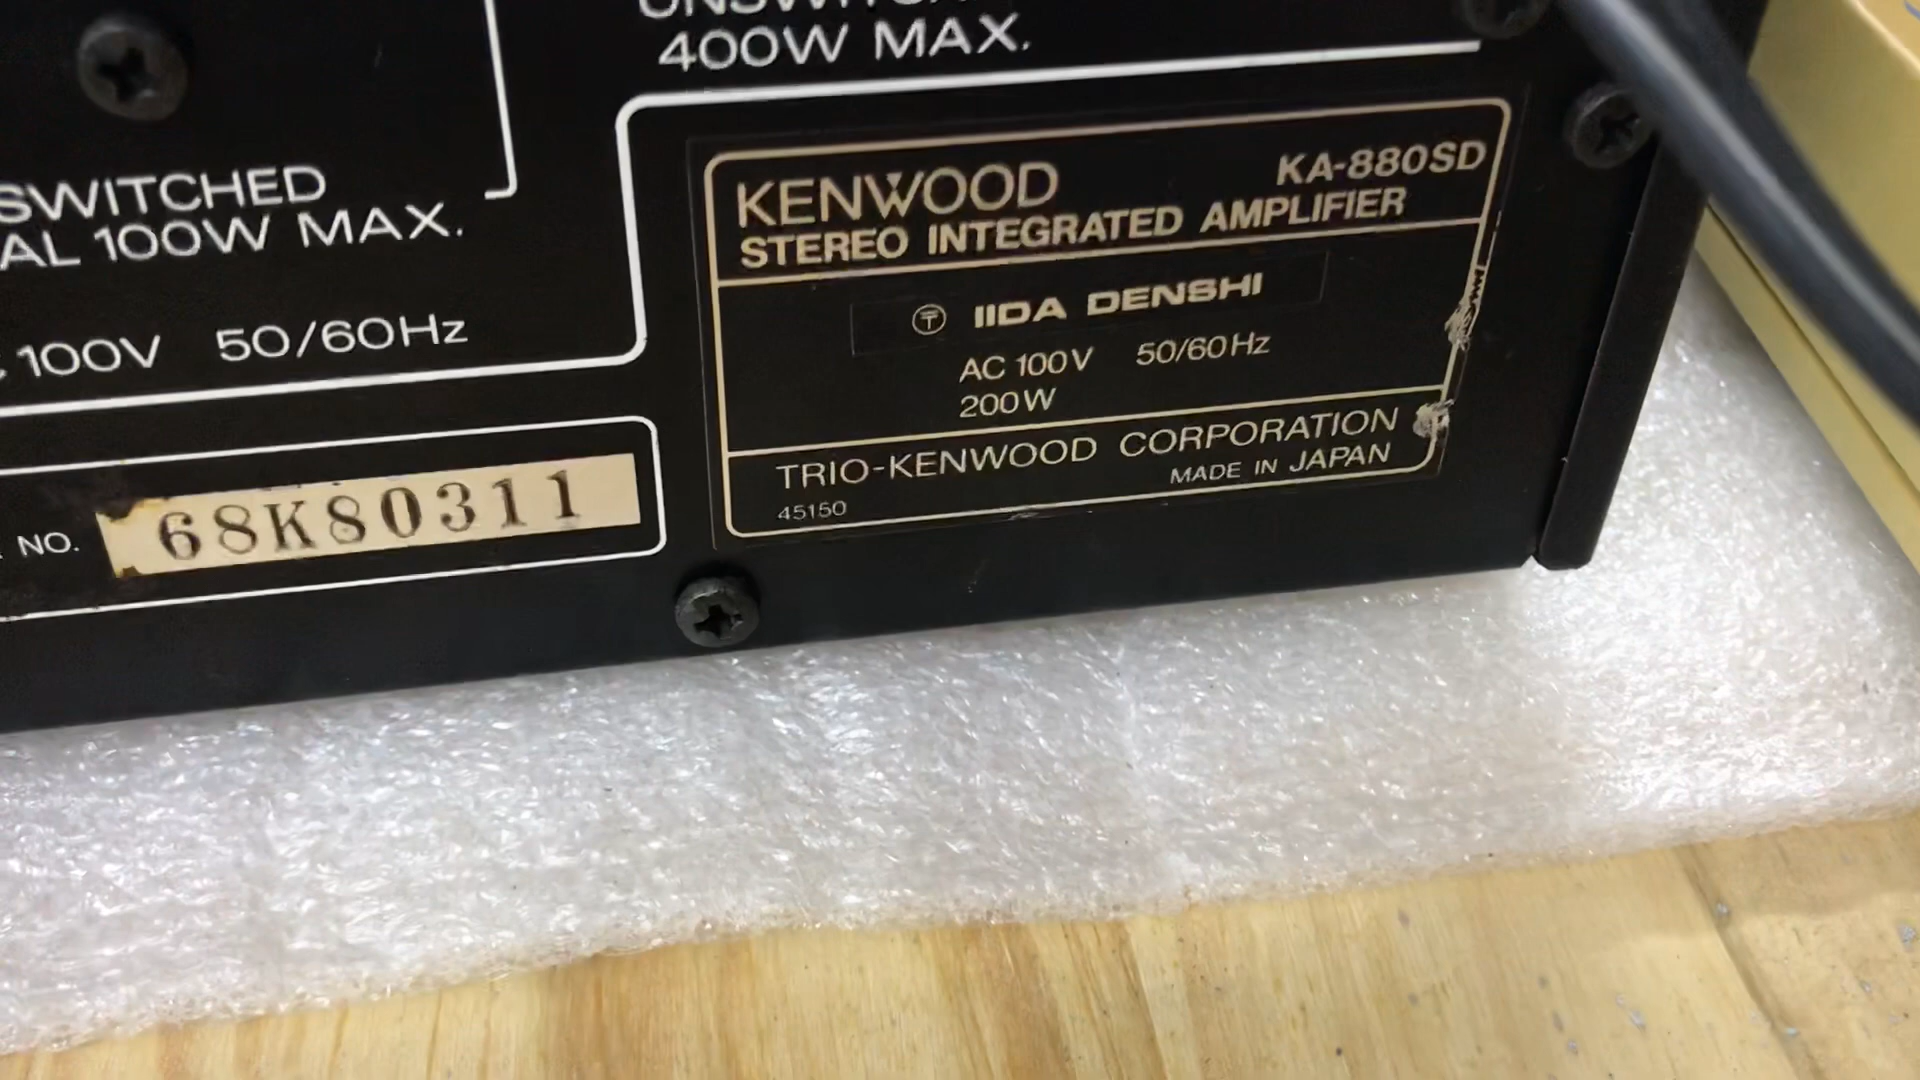 400W MAX.
SWITCHED
AL 100W MAX.
100V 50/60Hz
NO. 68K80311
KENWOOD KA-880SD
STEREO INTEGRATED AMPLIFIER
〒 IIDA DENSHI
AC 100V 50/60Hz
200W
TRIO-KENWOOD CORPORATION
45150 MADE IN JAPAN